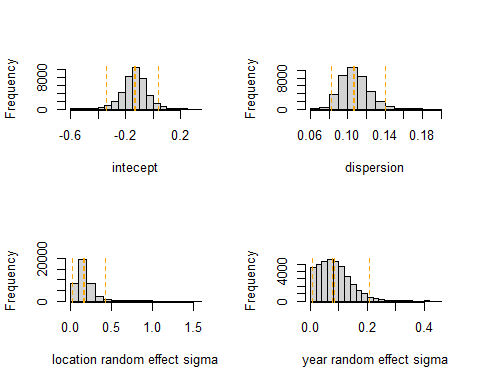 Frequency
0 8000
-0.6 -0.2 0.2
intecept
Frequency
0 8000
0.06 0.10 0.14 0.18
dispersion
Frequency
0 20000
0.0 0.5 1.0 1.5
location random effect sigma
Frequency
0 4000
0.0 0.2 0.4
year random effect sigma